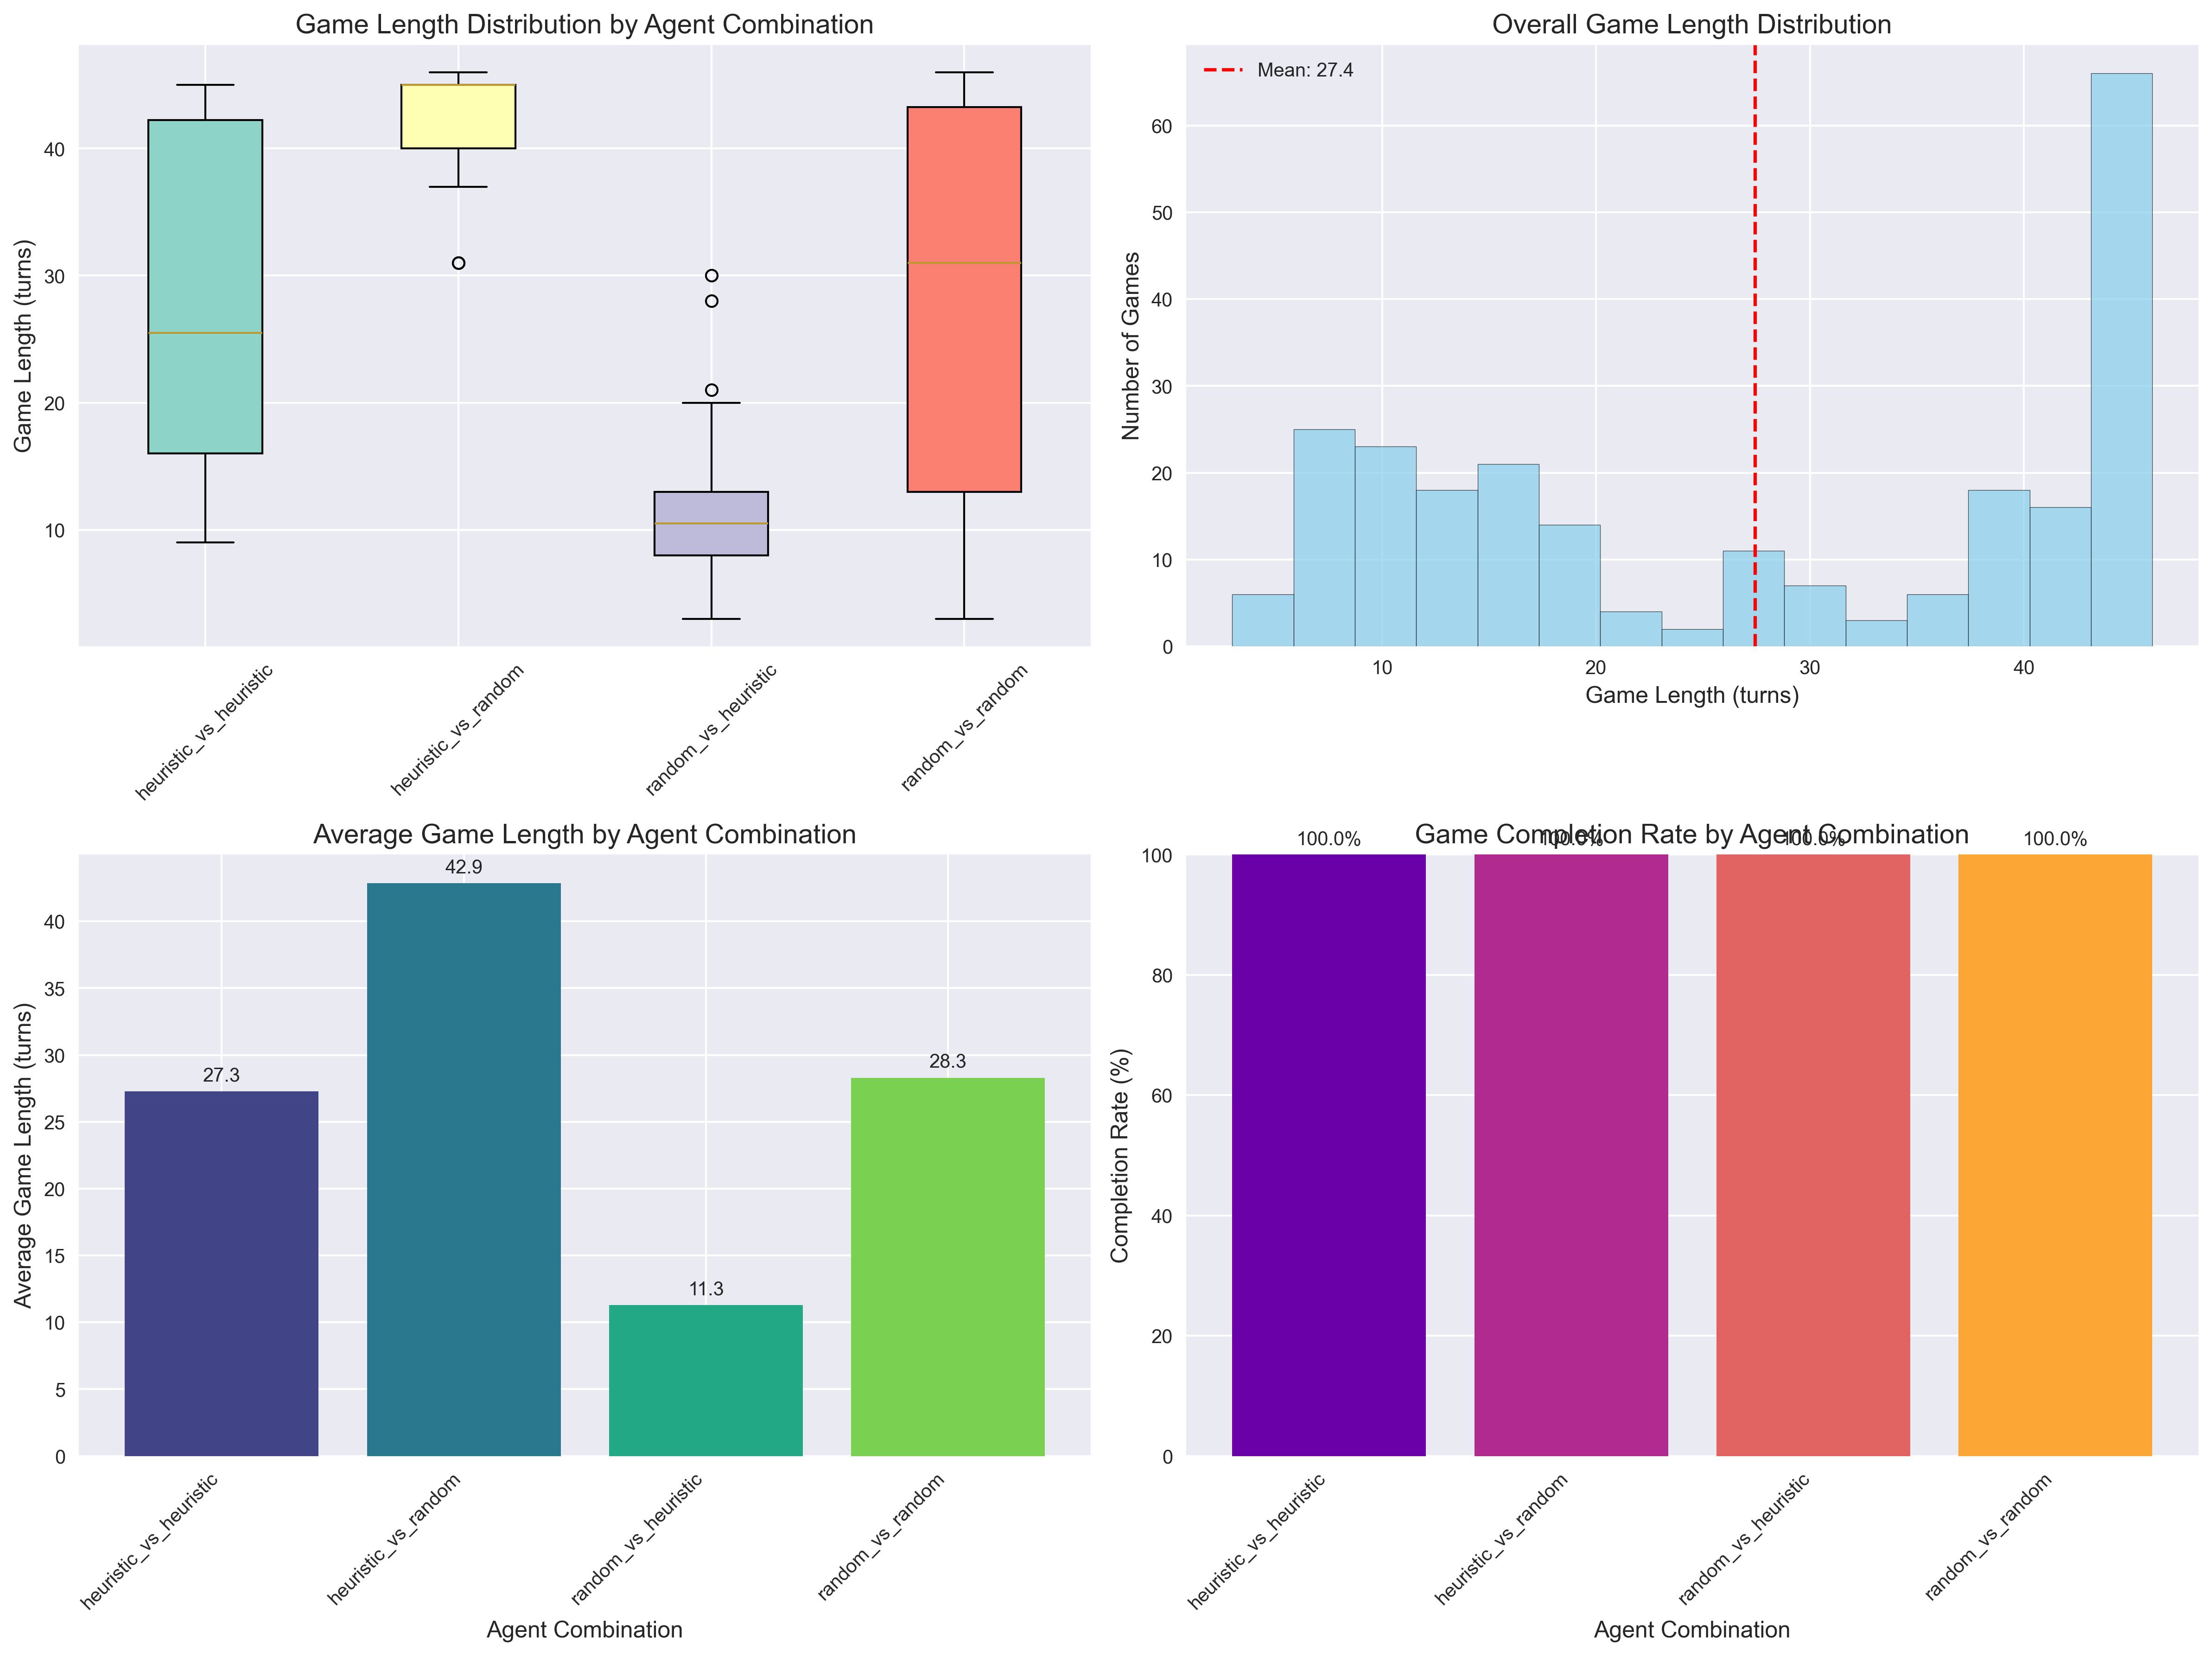 Game Length Distribution by Agent Combination
Game Length (turns)
40
30
20
10
heuristic_vs_heuristic
heuristic_vs_random
random_vs_heuristic
random_vs_random
Overall Game Length Distribution
Mean: 27.4
Number of Games
60
50
40
30
20
10
0
10
20
30
40
Game Length (turns)
Average Game Length by Agent Combination
Average Game Length (turns)
40
35
30
25
20
15
10
5
0
27.3
42.9
11.3
28.3
heuristic_vs_heuristic
heuristic_vs_random
random_vs_heuristic
random_vs_random
Agent Combination
Game Completion Rate by Agent Combination
100.0%
100.0%
100.0%
100.0%
Completion Rate (%)
100
80
60
40
20
0
heuristic_vs_heuristic
heuristic_vs_random
random_vs_heuristic
random_vs_random
Agent Combination